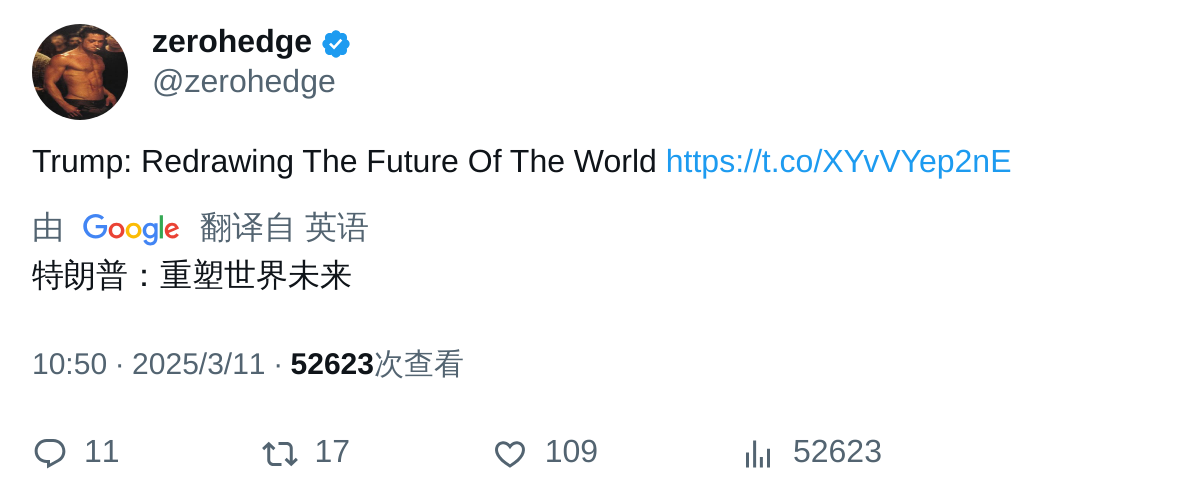 zerohedge
@zerohedge
Trump: Redrawing The Future Of The World https://t.co/XYvVYep2nE
由 Google 翻译自 英语
特朗普：重塑世界未来
10:50 · 2025/3/11 · 52623次查看
11 17 109 52623